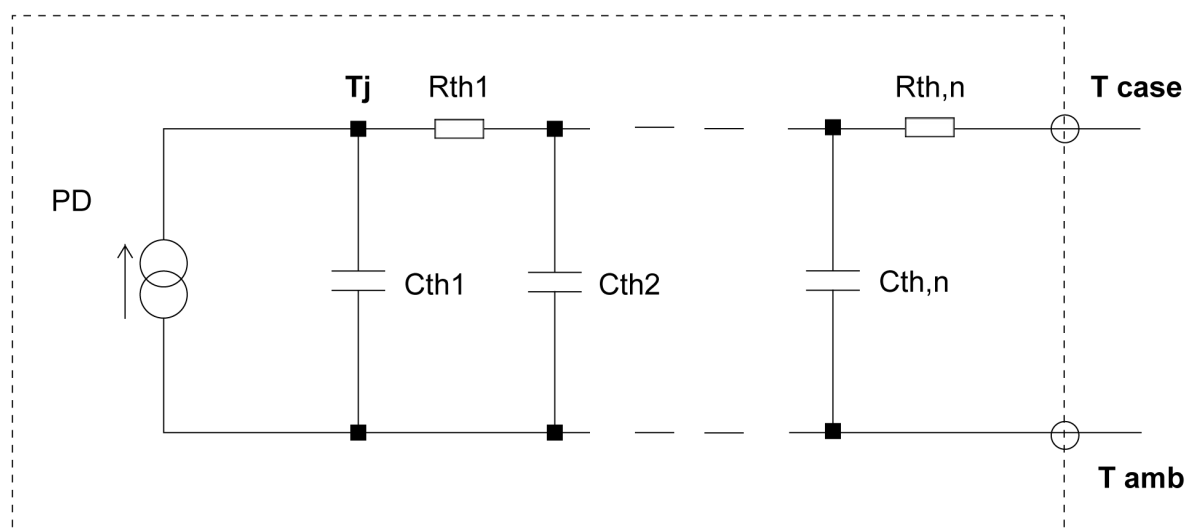 Tj
Rth1
Rth,n
T case
PD
Cth1
Cth2
Cth,n
T amb